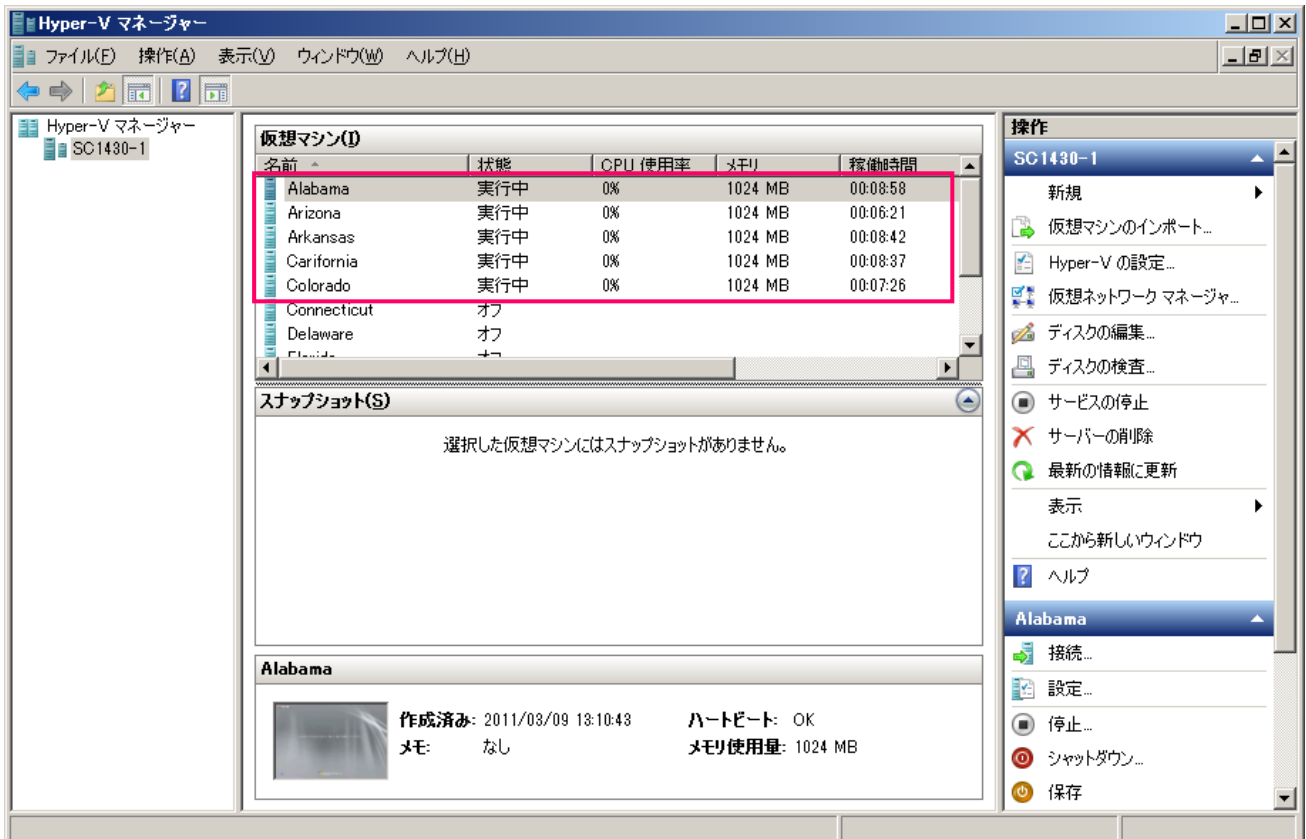 Hyper-V マネージャー
ファイル(F) 操作(A) 表示(V) ウィンドウ(W) ヘルプ(H)
Hyper-V マネージャー
SC1430-1
仮想マシン(I)
名前 状態 CPU 使用率 メモリ 稼働時間
Alabama 実行中 0% 1024 MB 00:08:58
Arizona 実行中 0% 1024 MB 00:06:21
Arkansas 実行中 0% 1024 MB 00:08:42
Carifornia 実行中 0% 1024 MB 00:08:37
Colorado 実行中 0% 1024 MB 00:07:26
Connecticut オフ
Delaware オフ
スナップショット(S)
選択した仮想マシンにはスナップショットがありません。
Alabama
作成済み: 2011/03/09 13:10:43 ハートビート: OK
メモ: なし メモリ使用量: 1024 MB
操作
SC1430-1
新規
仮想マシンのインポート...
Hyper-V の設定...
仮想ネットワーク マネージャ...
ディスクの編集...
ディスクの検査...
サービスの停止
サーバーの削除
最新の情報に更新
表示
ここから新しいウィンドウ
ヘルプ
Alabama
接続...
設定...
停止...
シャットダウン...
保存